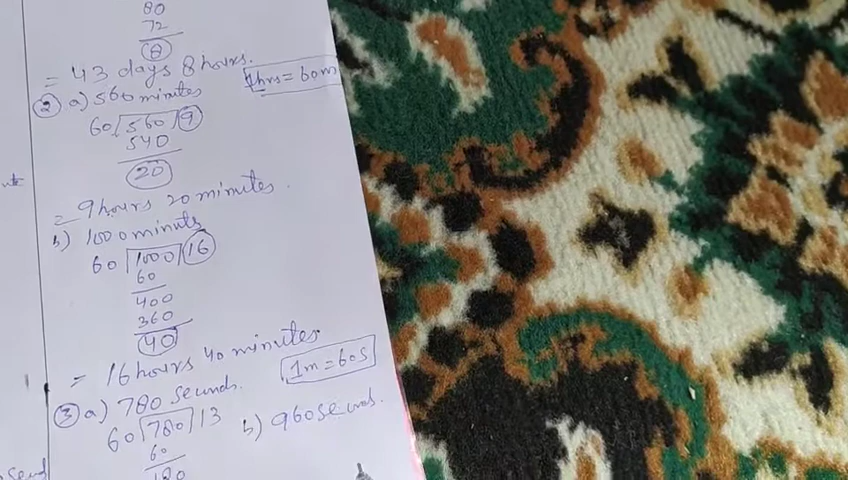 80
72
8
= 43 days 8 hours.
1hrs = 60m
② a) 560 minutes
60)560(9
540
20
= 9 hours 20 minutes.
b) 1000 minuts
60)1000(16
60
400
360
40
= 16 hours 40 minutes.
1m = 60s
③ a) 780 seconds.
60)780(13
b) 960 seconds.
60
180